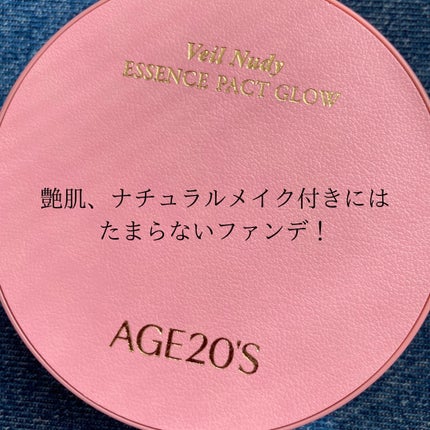 Veil Nudy
ESSENCE PACT GLOW
艶肌、ナチュラルメイク付きには
たまらないファンデ！
AGE20'S